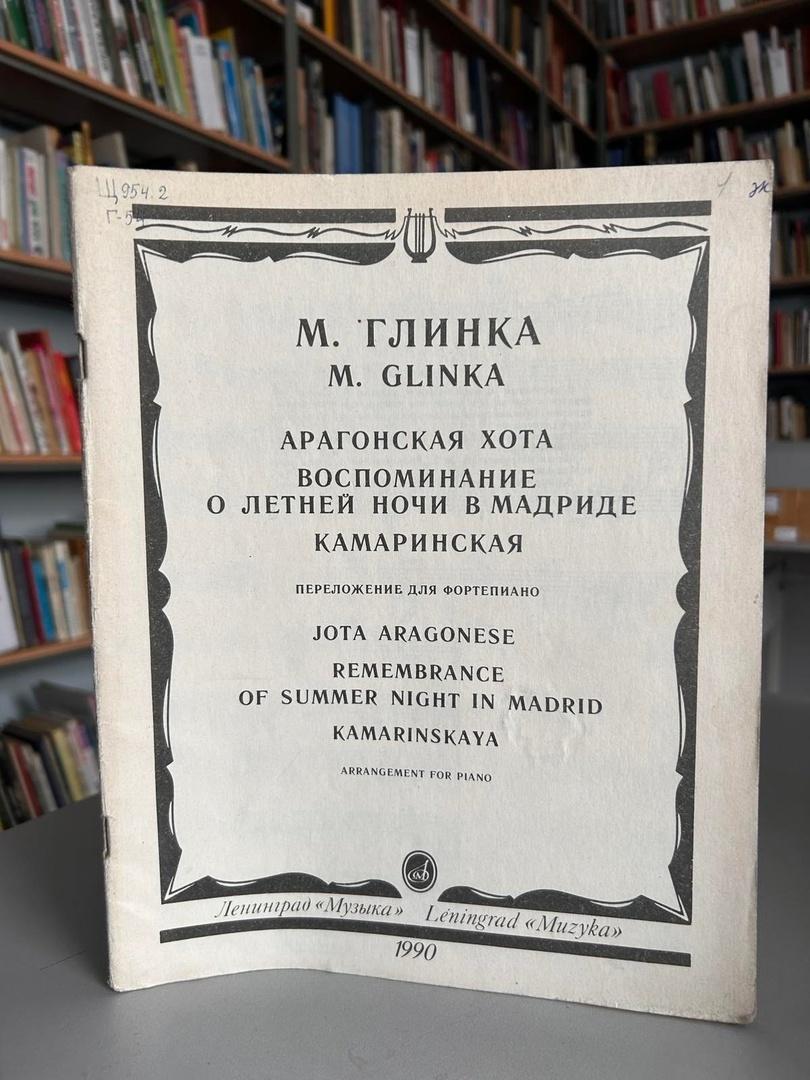 Щ 954.2
Г-54
М. ГЛИНКА
M. GLINKA
АРАГОНСКАЯ ХОТА
ВОСПОМИНАНИЕ
О ЛЕТНЕЙ НОЧИ В МАДРИДЕ
КАМАРИНСКАЯ
ПЕРЕЛОЖЕНИЕ ДЛЯ ФОРТЕПИАНО
JOTA ARAGONESE
REMEMBRANCE
OF SUMMER NIGHT IN MADRID
KAMARINSKAYA
ARRANGEMENT FOR PIANO
Ленинград «Музыка» Léningrad «Muzyka»
1990